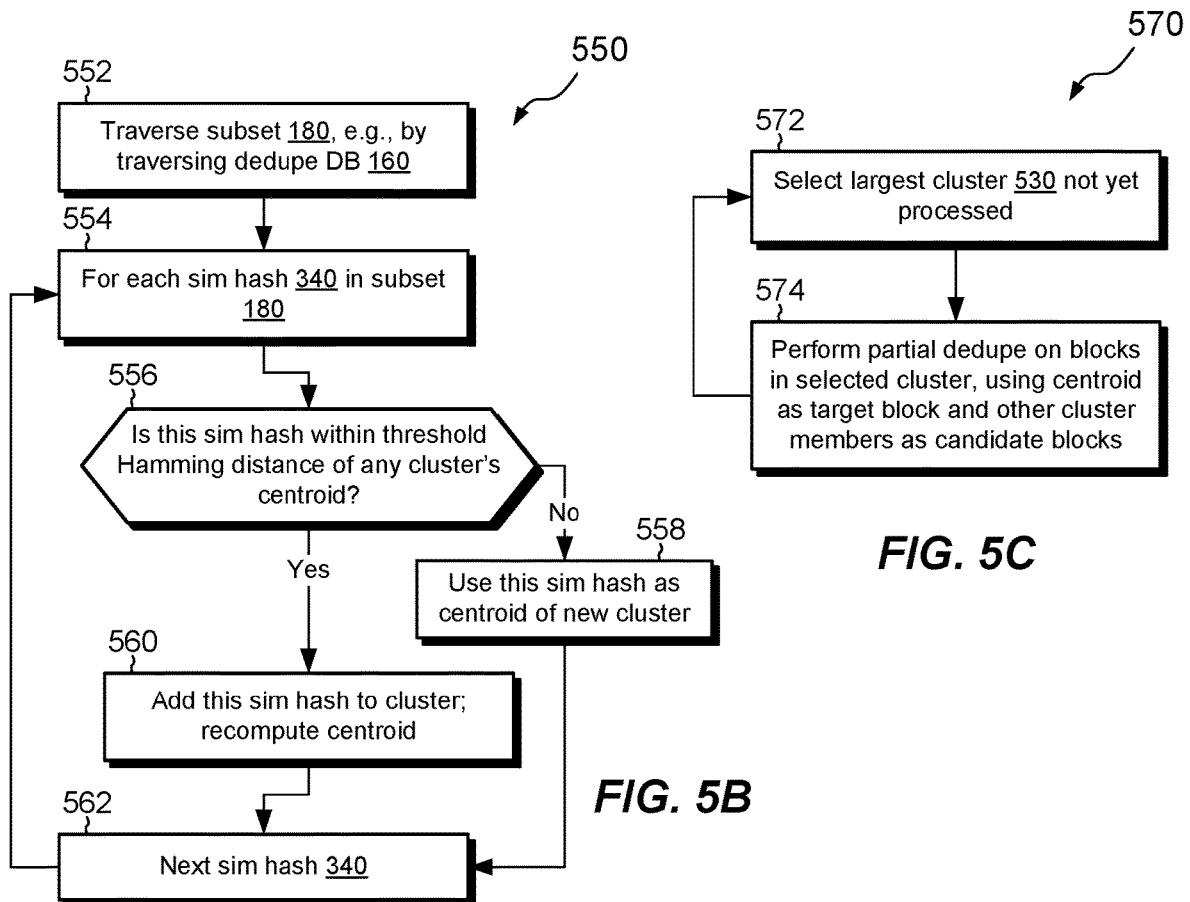 550
552
Traverse subset 180, e.g., by
traversing dedupe DB 160
554
For each sim hash 340 in subset
180
556
Is this sim hash within threshold
Hamming distance of any cluster's
centroid?
No
Yes
558
Use this sim hash as
centroid of new cluster
560
Add this sim hash to cluster;
recompute centroid
562
Next sim hash 340
FIG. 5B
570
572
Select largest cluster 530 not yet
processed
574
Perform partial dedupe on blocks
in selected cluster, using centroid
as target block and other cluster
members as candidate blocks
FIG. 5C